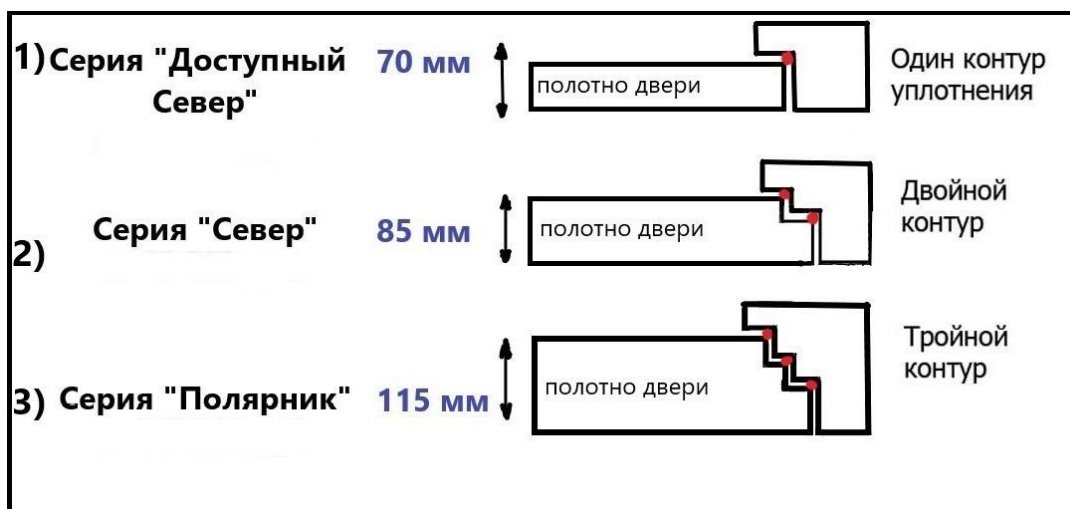 1) Серия "Доступный
Север"
70 мм
полотно двери
Один контур
уплотнения
2)
Серия "Север"
85 мм
полотно двери
Двойной
контур
3) Серия "Полярник"
115 мм
полотно двери
Тройной
контур